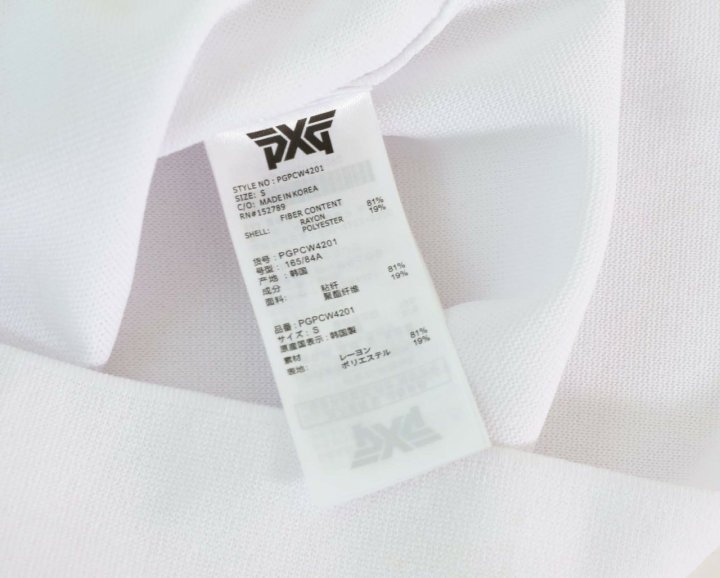 PXG
STYLE NO : PGPCW4201
SIZE: S
C/O: MADE IN KOREA
RN#152789
FIBER CONTENT
SHELL: RAYON 81%
POLYESTER 19%
货号 : PGPCW4201
号型 : 165/84A
产地 : 韩国
成分
面料: 粘纤 81%
聚酯纤维 19%
品番 : PGPCW4201
サイズ : S
原産国表示 : 韓国製
素材
表地: レーヨン 81%
ポリエステル 19%
PXG